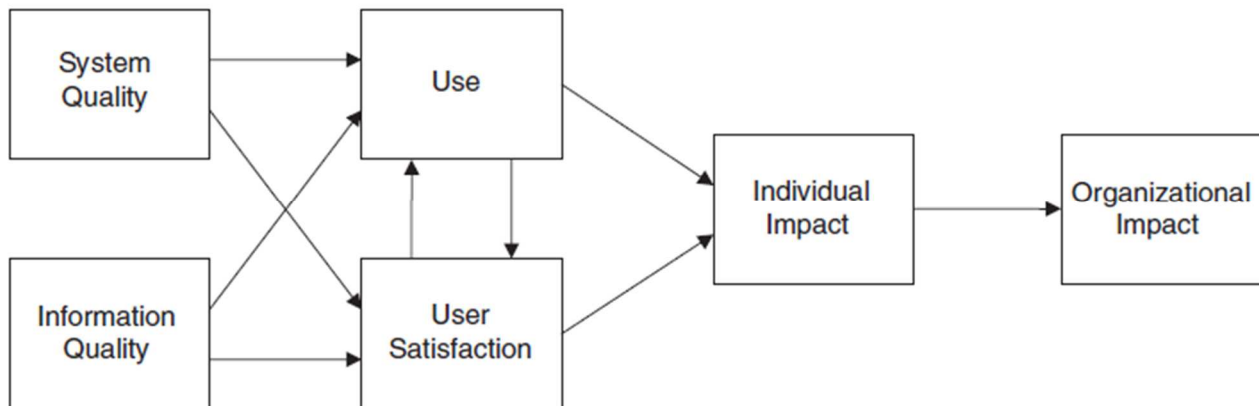 System
Quality
Use
Individual
Impact
Organizational
Impact
Information
Quality
User
Satisfaction